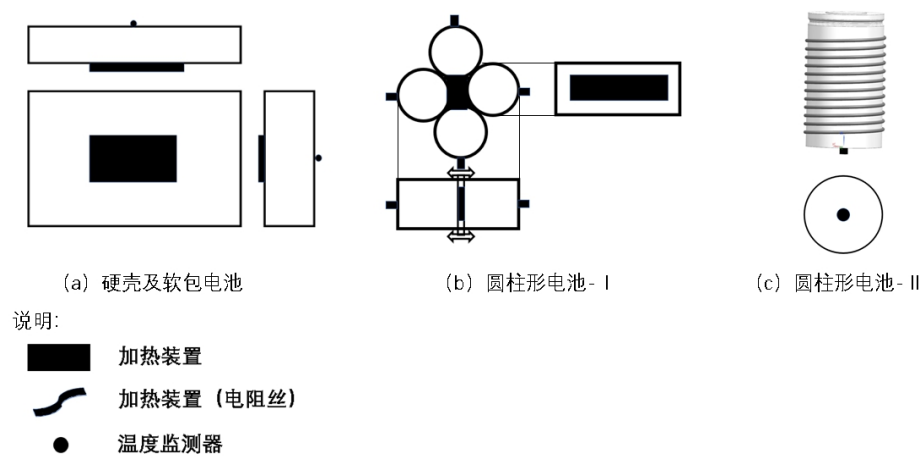 (a) 硬壳及软包电池
(b) 圆柱形电池- I
(c) 圆柱形电池- II
说明:
加热装置
加热装置（电阻丝）
温度监测器